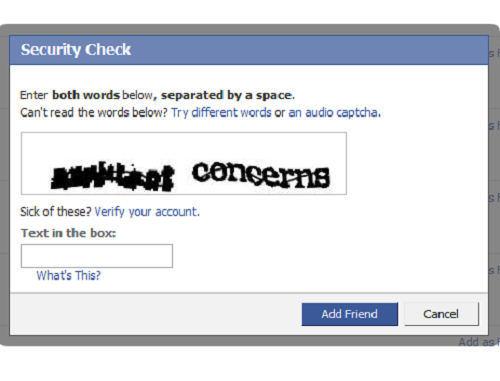 Security Check
Enter both words below, separated by a space.
Can't read the words below? Try different words or an audio captcha.
concerns
Sick of these? Verify your account.
Text in the box:
What's This?
Add Friend Cancel
Add as